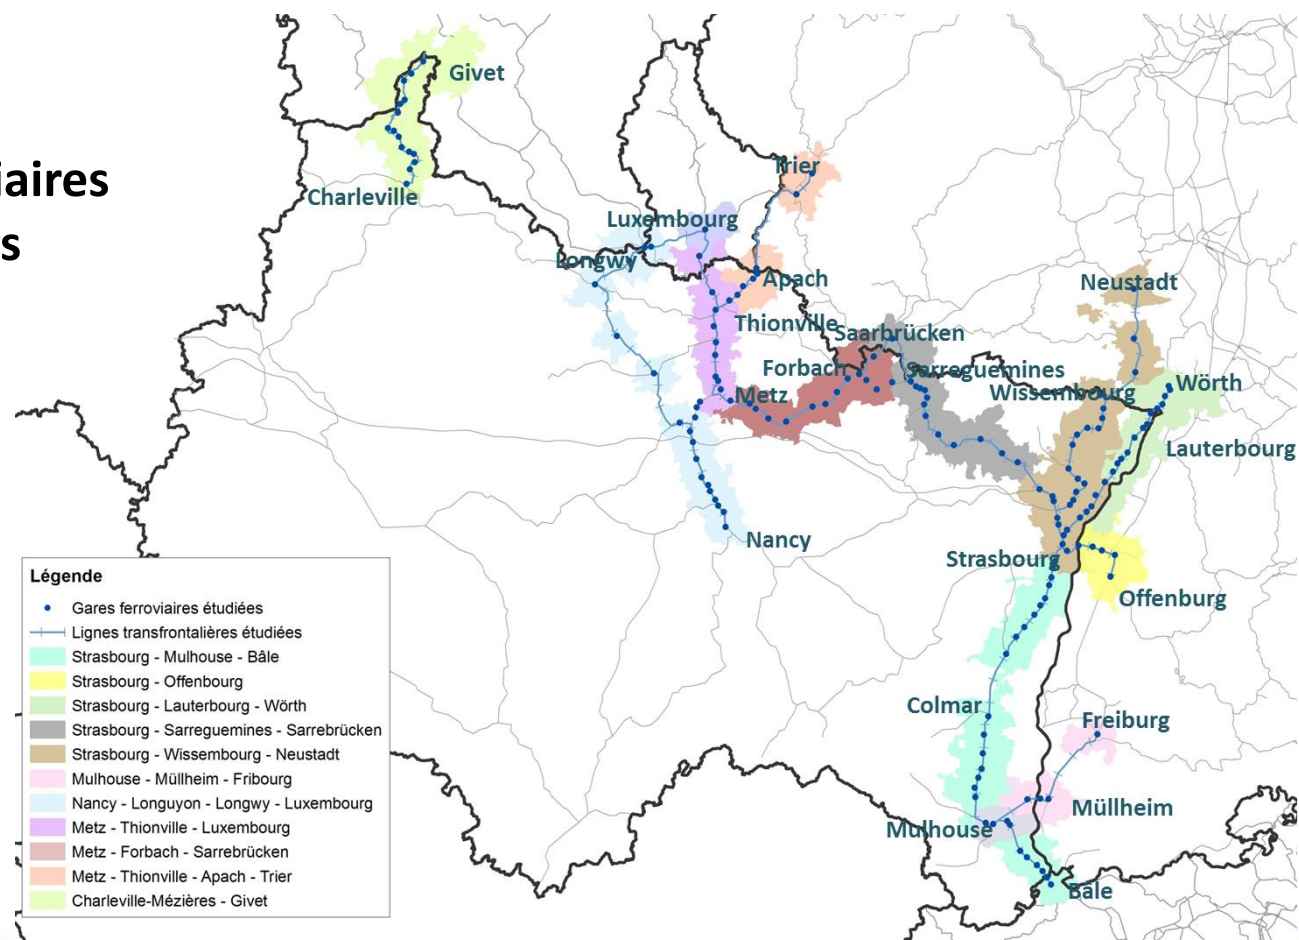 iaires
s
Givet
Charleville
Trier
Luxembourg
Longwy
Apach
Thionville
Neustadt
Saarbrücken
Forbach
Sarreguemines
Wörth
Wissembourg
Metz
Lauterbourg
Nancy
Strasbourg
Offenburg
Colmar
Freiburg
Müllheim
Mulhouse
Bâle
Légende
Gares ferroviaires étudiées
Lignes transfrontalières étudiées
Strasbourg - Mulhouse - Bâle
Strasbourg - Offenbourg
Strasbourg - Lauterbourg - Wörth
Strasbourg - Sarreguemines - Sarrebrücken
Strasbourg - Wissembourg - Neustadt
Mulhouse - Müllheim - Fribourg
Nancy - Longuyon - Longwy - Luxembourg
Metz - Thionville - Luxembourg
Metz - Forbach - Sarrebrücken
Metz - Thionville - Apach - Trier
Charleville-Mézières - Givet